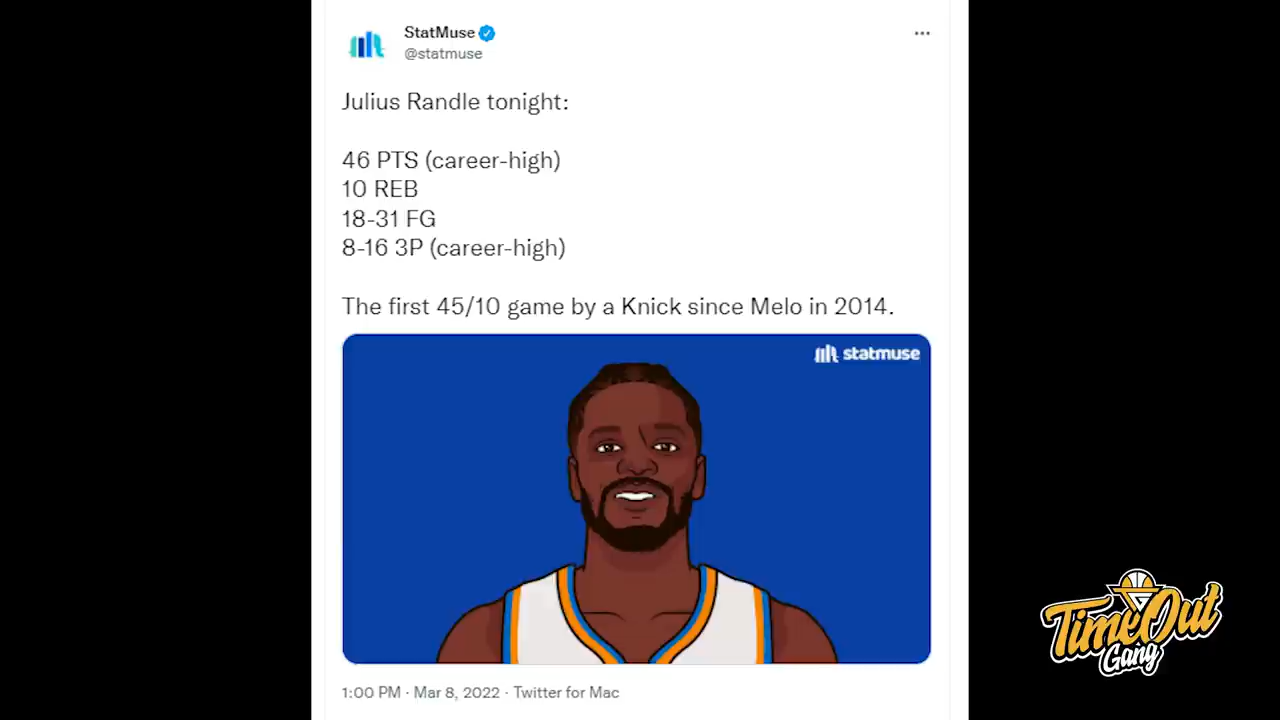 StatMuse
@statmuse
Julius Randle tonight:
46 PTS (career-high)
10 REB
18-31 FG
8-16 3P (career-high)
The first 45/10 game by a Knick since Melo in 2014.
statmuse
1:00 PM · Mar 8, 2022 · Twitter for Mac
TimeOut
Gang